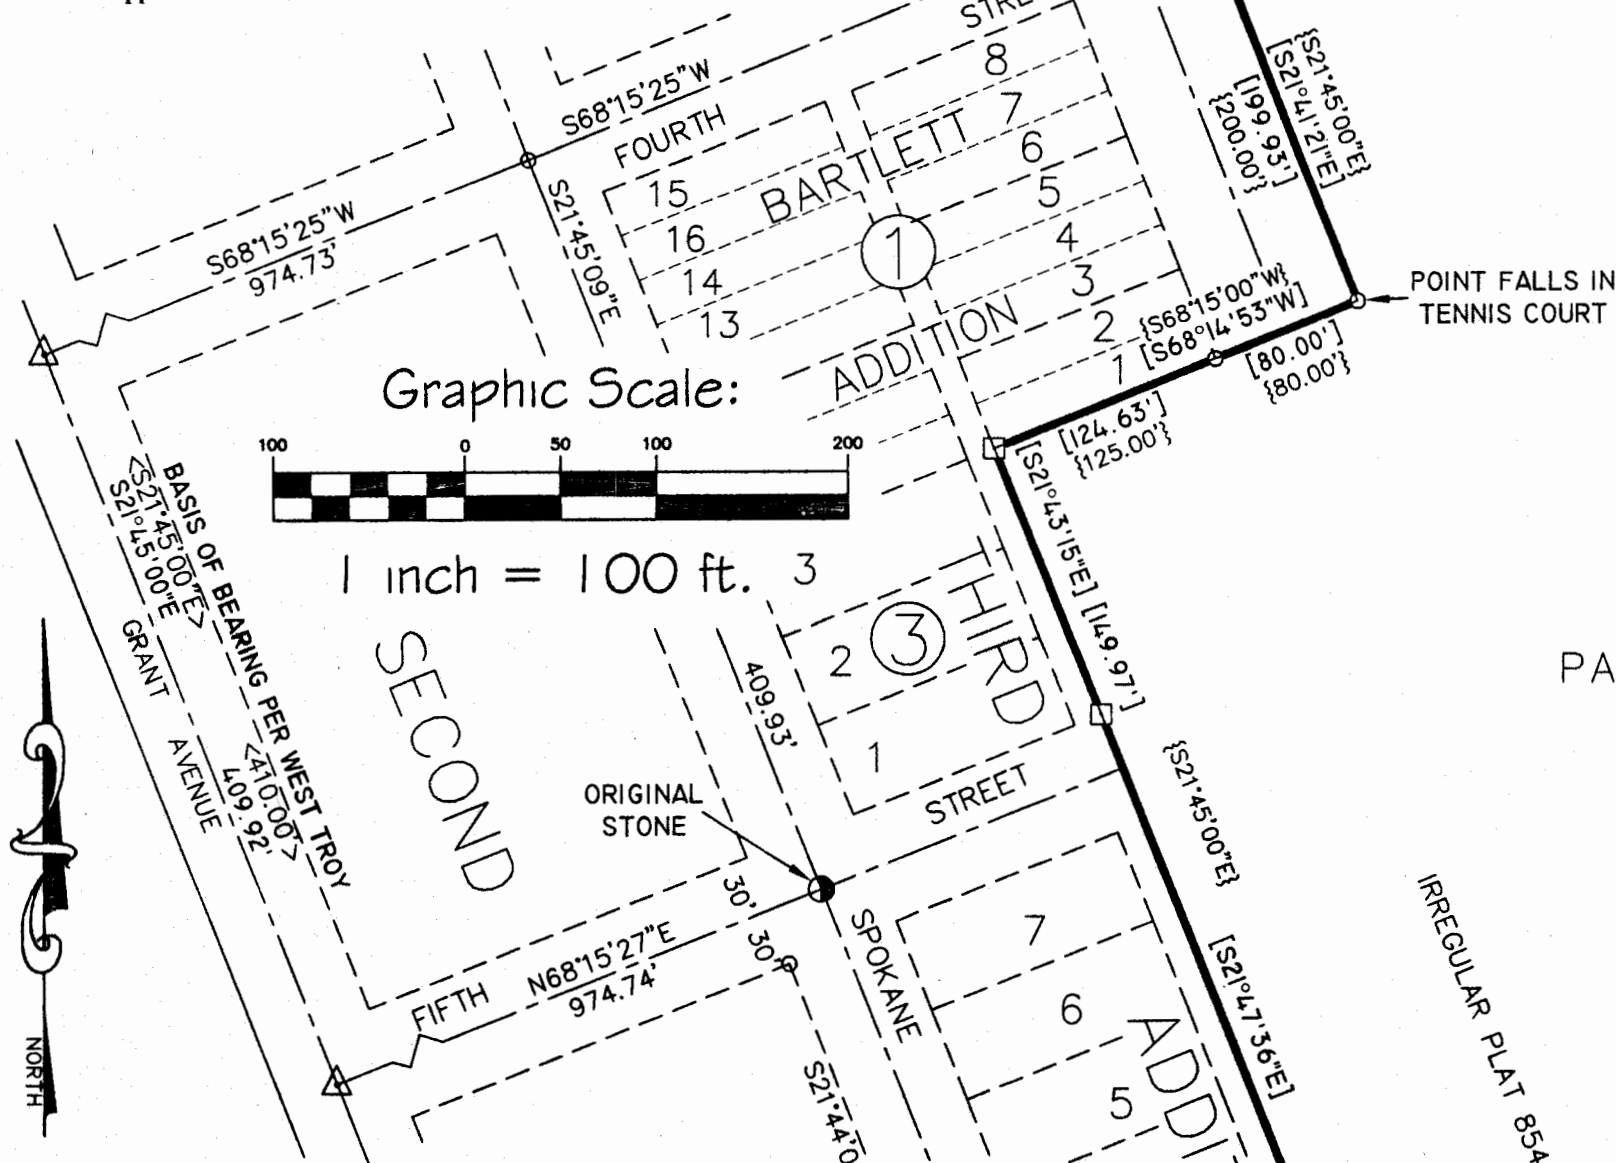 STRE
8
7
6
5
4
3
2
1
S68°15'25"W
FOURTH
15
16
14
13
BARTLETT
1
ADDITION
{S21°45'00"E}
[S21°41'21"E]
[199.93']
{200.00'}
S68°15'25"W
974.73'
S21°45'09"E
{S68°15'00"W}
[S68°14'53"W]
POINT FALLS IN
TENNIS COURT
[80.00']
{80.00'}
[124.63']
{125.00'}
Graphic Scale:
100 0 50 100 200
1 inch = 100 ft.
[S21°43'15"E] [149.97']
BASIS OF BEARING PER WEST TROY
<S21°45'00"E>
S21°45'00"E
<410.00'>
409.92'
GRANT AVENUE
SECOND
3
3
2
1
THIRD
409.93'
PA
ORIGINAL
STONE
STREET
{S21°45'00"E}
30'
30'
SPOKANE
FIFTH
N68°15'27"E
974.74'
7
6
5
ADDI
[S21°47'36"E]
IRREGULAR PLAT 854
S21°44'0
NORTH